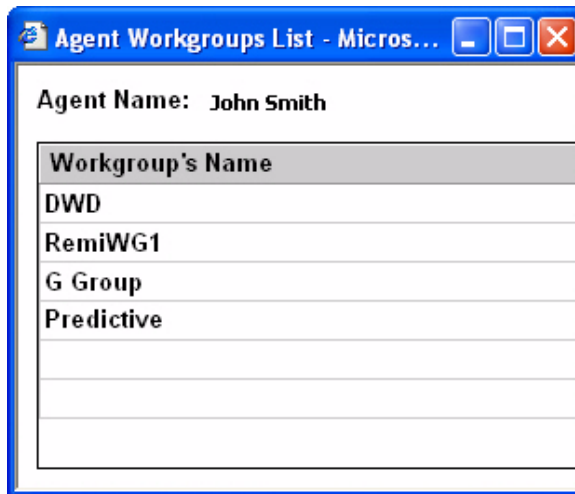 Agent Workgroups List - Micros...
Agent Name: John Smith
Workgroup's Name
DWD
RemiWG1
G Group
Predictive